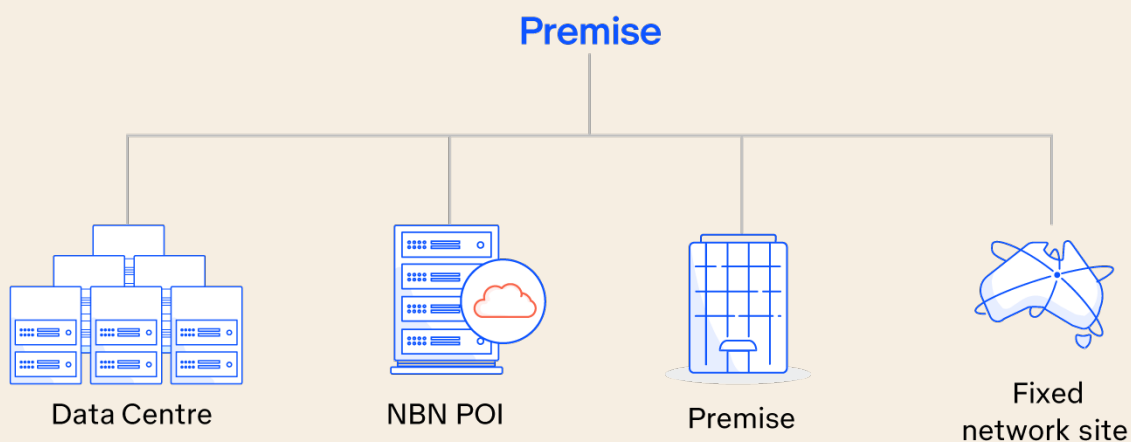 Premise
Data Centre
NBN POI
Premise
Fixed
network site